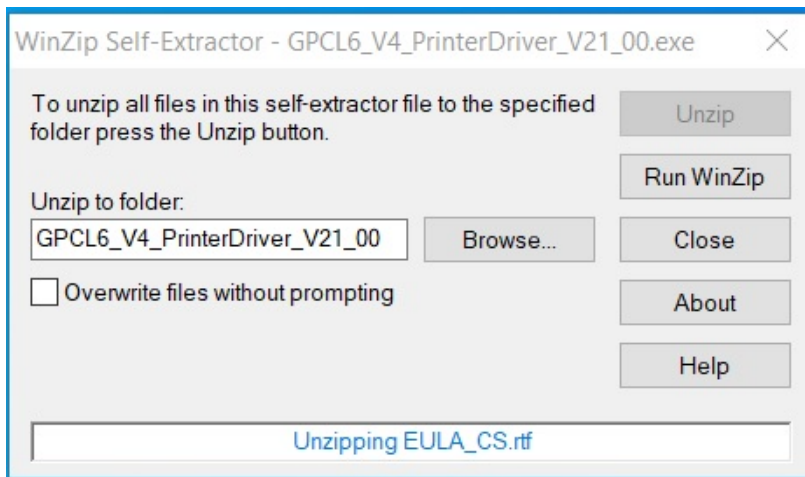 WinZip Self-Extractor - GPCL6_V4_PrinterDriver_V21_00.exe
To unzip all files in this self-extractor file to the specified
folder press the Unzip button.
Unzip to folder:
GPCL6_V4_PrinterDriver_V21_00
Browse...
Overwrite files without prompting
Unzip
Run WinZip
Close
About
Help
Unzipping EULA_CS.rtf